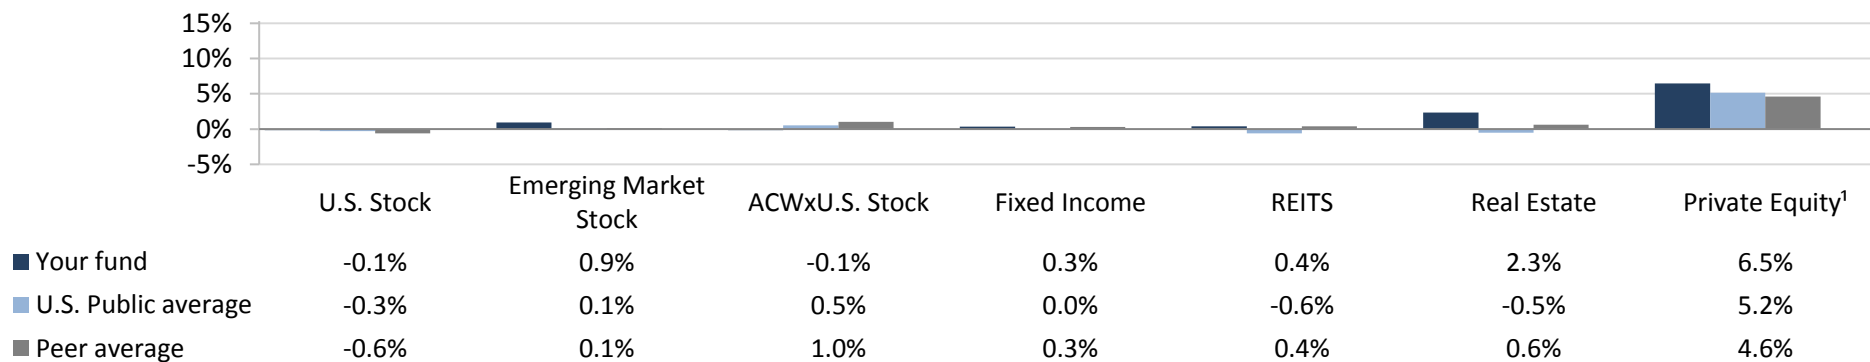 15%
10%
5%
0%
-5%
U.S. Stock Emerging Market Stock ACWxU.S. Stock Fixed Income REITS Real Estate Private Equity¹
Your fund -0.1% 0.9% -0.1% 0.3% 0.4% 2.3% 6.5%
U.S. Public average -0.3% 0.1% 0.5% 0.0% -0.6% -0.5% 5.2%
Peer average -0.6% 0.1% 1.0% 0.3% 0.4% 0.6% 4.6%